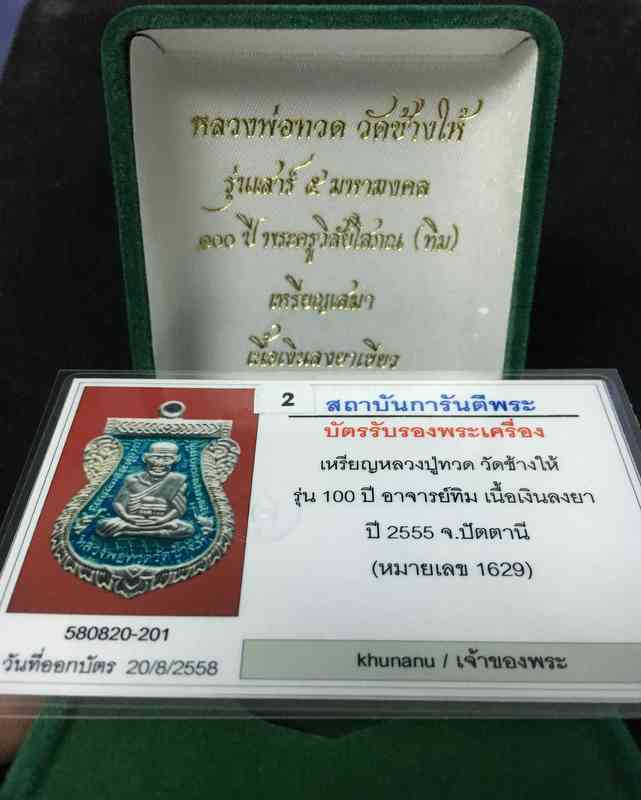 หลวงพ่อทวด วัดช้างให้
รุ่นเสาร์ ๕ มหามงคล
๑๐๐ ปี พระครูวิสัยโสภณ (ทิม)
เหรียญเสมา
เนื้อเงินลงยาเขียว
2
สถาบันการันตีพระ
บัตรรับรองพระเครื่อง
เหรียญหลวงปู่ทวด วัดช้างให้
รุ่น 100 ปี อาจารย์ทิม เนื้อเงินลงยา
ปี 2555 จ.ปัตตานี
(หมายเลข 1629)
580820-201
วันที่ออกบัตร 20/8/2558
khunanu / เจ้าของพระ